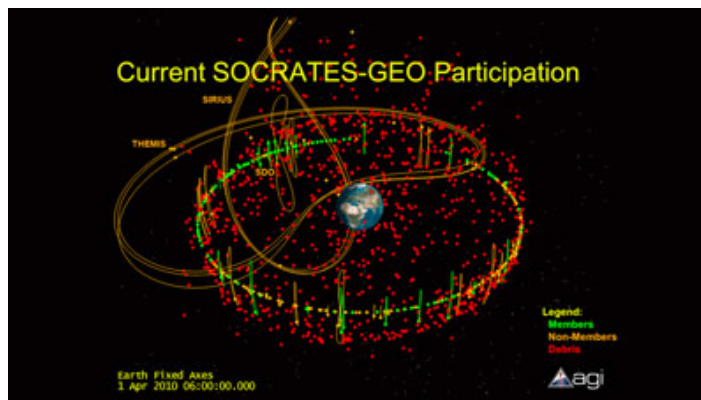 Current SOCRATES-GEO Participation
SIRIUS
THEMIS
SDO
Legend:
Members
Non-Members
Debris
Earth Fixed Axes
1 Apr 2010 06:00:00.000
agi